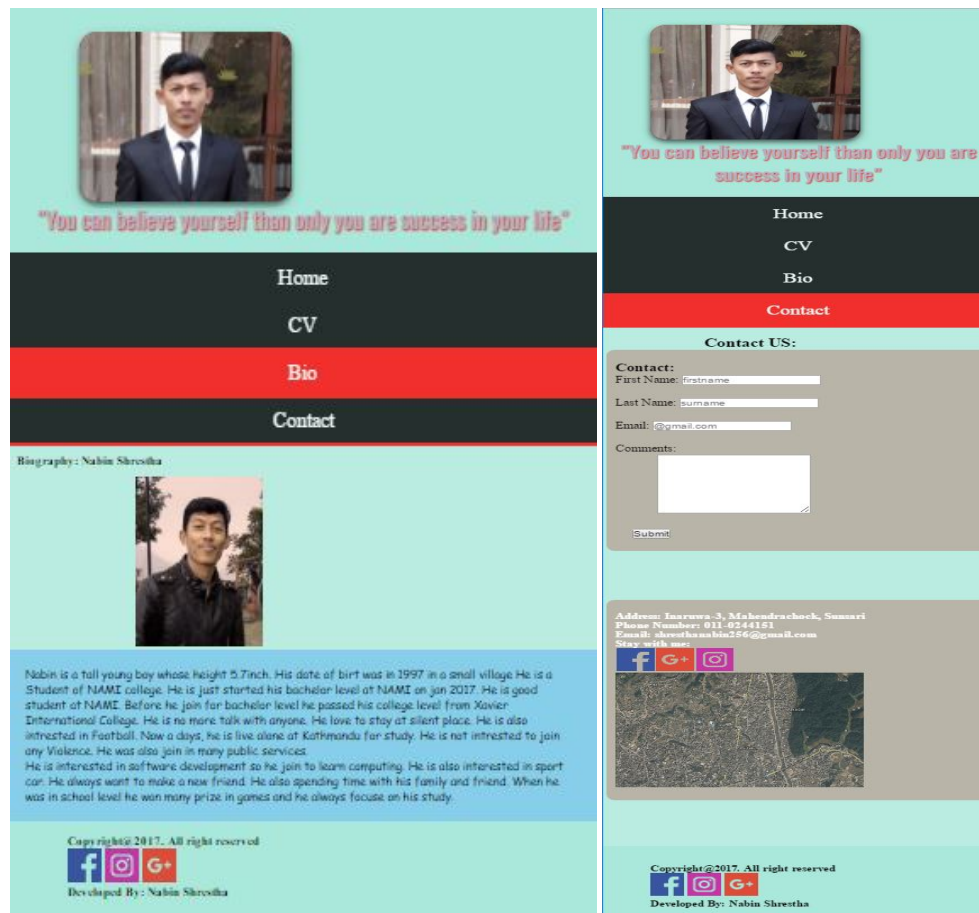 "You can believe yourself than only you are success in your life"
Home
CV
Bio
Contact
Biography: Nabin Shrestha
Nabin is a tall young boy whose height 5.7inch. His date of birt was in 1997 in a small village He is a
Student of NAMI college. He is just started his bachelor level at NAMI on jan 2017. He is good
student at NAMI. Before he join for bachelor level he passed his college level from Xavier
International College. He is no more talk with anyone. He love to stay at silent place. He is also
intrested in Football. Now a days, he is live alone at Kathmandu for study. He is not intrested to join
any Violence. He was also join in many public services.
He is interested in software development so he join to learn computing. He is also interested in sport
car. He always want to make a new friend. He also spending time with his family and friend. When he
was in school level he won many prize in games and he always focuse on his study.
Copyright@2017. All right reserved
f G+
Developed By: Nabin Shrestha
"You can believe yourself than only you are
success in your life"
Home
CV
Bio
Contact
Contact US:
Contact:
First Name: firstname
Last Name: surname
Email: @gmail.com
Comments:
Submit
Address: Inaruwa-3, Mahendrachock, Sunsari
Phone Number: 011-0244151
Email: shresthanabin256@gmail.com
Stay with me:
f G+
Copyright@2017. All right reserved
f G+
Developed By: Nabin Shrestha